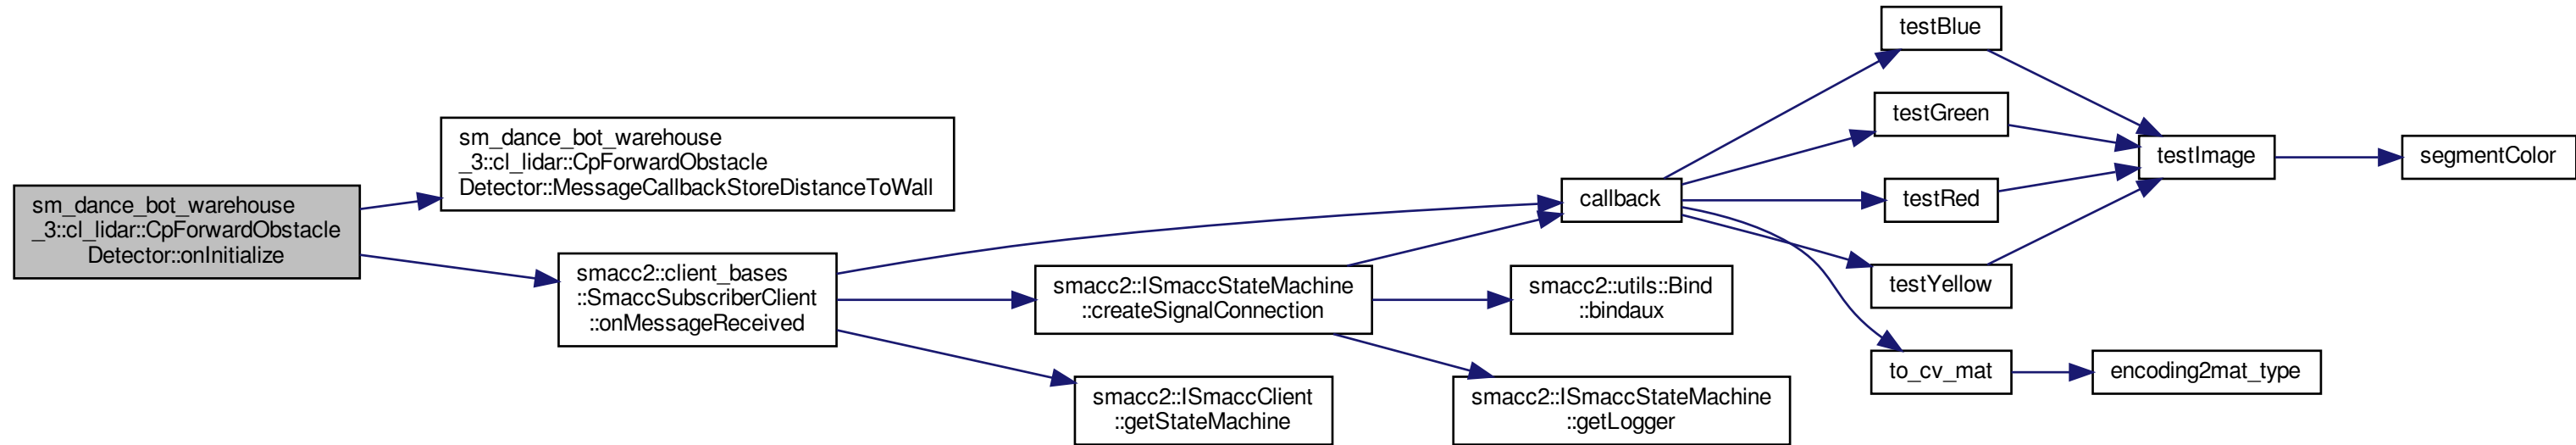 sm_dance_bot_warehouse
_3::cl_lidar::CpForwardObstacle
Detector::onInitialize
sm_dance_bot_warehouse
_3::cl_lidar::CpForwardObstacle
Detector::MessageCallbackStoreDistanceToWall
smacc2::client_bases
::SmaccSubscriberClient
::onMessageReceived
smacc2::ISmaccStateMachine
::createSignalConnection
smacc2::ISmaccClient
::getStateMachine
callback
smacc2::utils::Bind
::bindaux
smacc2::ISmaccStateMachine
::getLogger
testBlue
testGreen
testRed
testYellow
to_cv_mat
testImage
encoding2mat_type
segmentColor